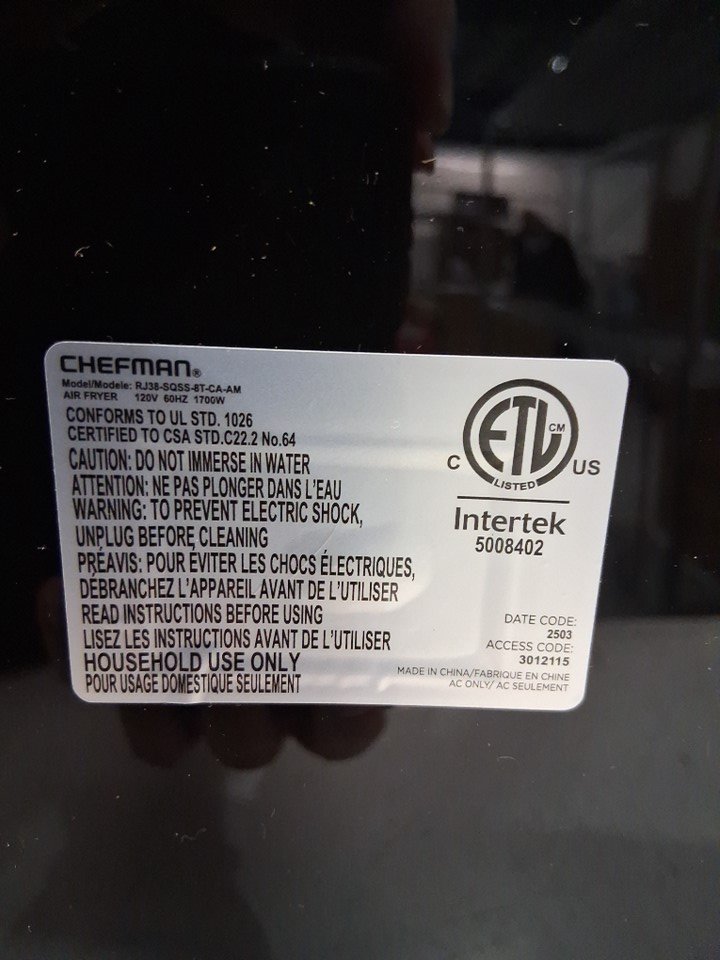 CHEFMAN®
Model/Modele: RJ38-SQSS-8T-CA-AM
AIR FRYER 120V 60HZ 1700W
CONFORMS TO UL STD. 1026
CERTIFIED TO CSA STD.C22.2 No.64
CAUTION: DO NOT IMMERSE IN WATER
ATTENTION: NE PAS PLONGER DANS L'EAU
WARNING: TO PREVENT ELECTRIC SHOCK,
UNPLUG BEFORE CLEANING
PRÉAVIS: POUR ÉVITER LES CHOCS ÉLECTRIQUES,
DÉBRANCHEZ L'APPAREIL AVANT DE L'UTILISER
READ INSTRUCTIONS BEFORE USING
LISEZ LES INSTRUCTIONS AVANT DE L'UTILISER
HOUSEHOLD USE ONLY
POUR USAGE DOMESTIQUE SEULEMENT
ETL CM
C LISTED US
Intertek
5008402
DATE CODE:
2503
ACCESS CODE:
3012115
MADE IN CHINA/FABRIQUE EN CHINE
AC ONLY/ AC SEULEMENT